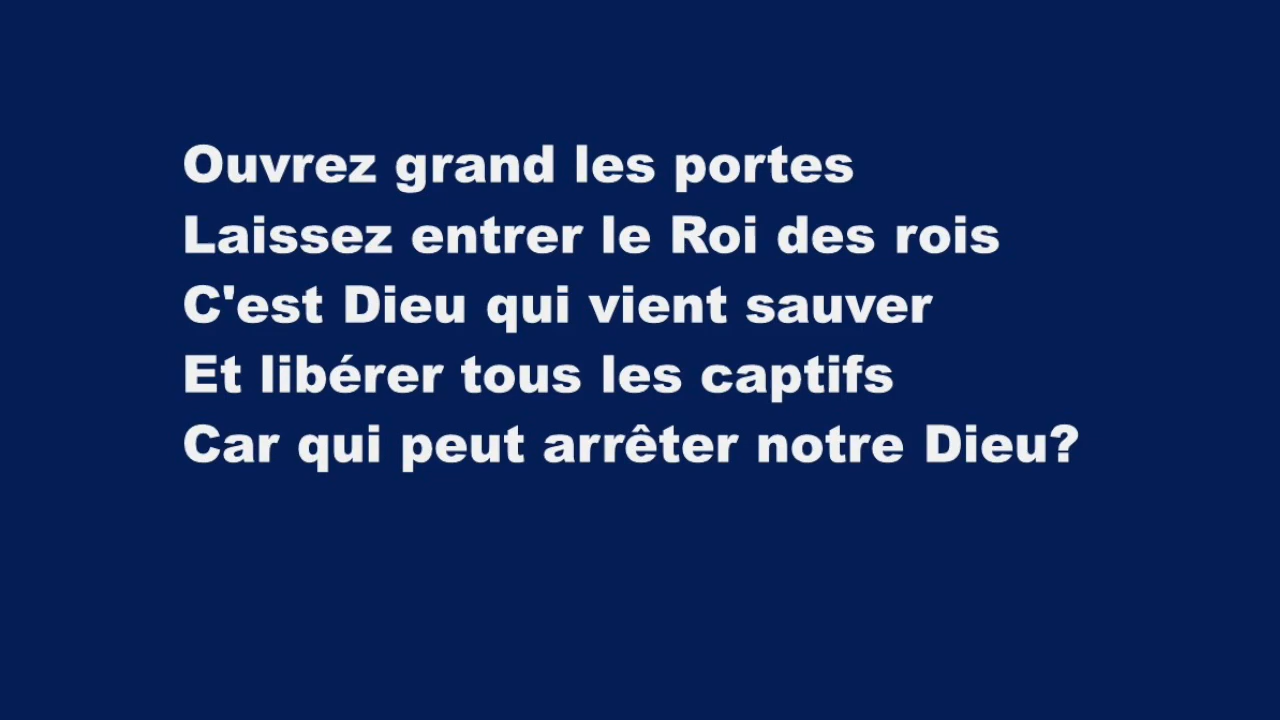 Ouvrez grand les portes
Laissez entrer le Roi des rois
C'est Dieu qui vient sauver
Et libérer tous les captifs
Car qui peut arrêter notre Dieu?